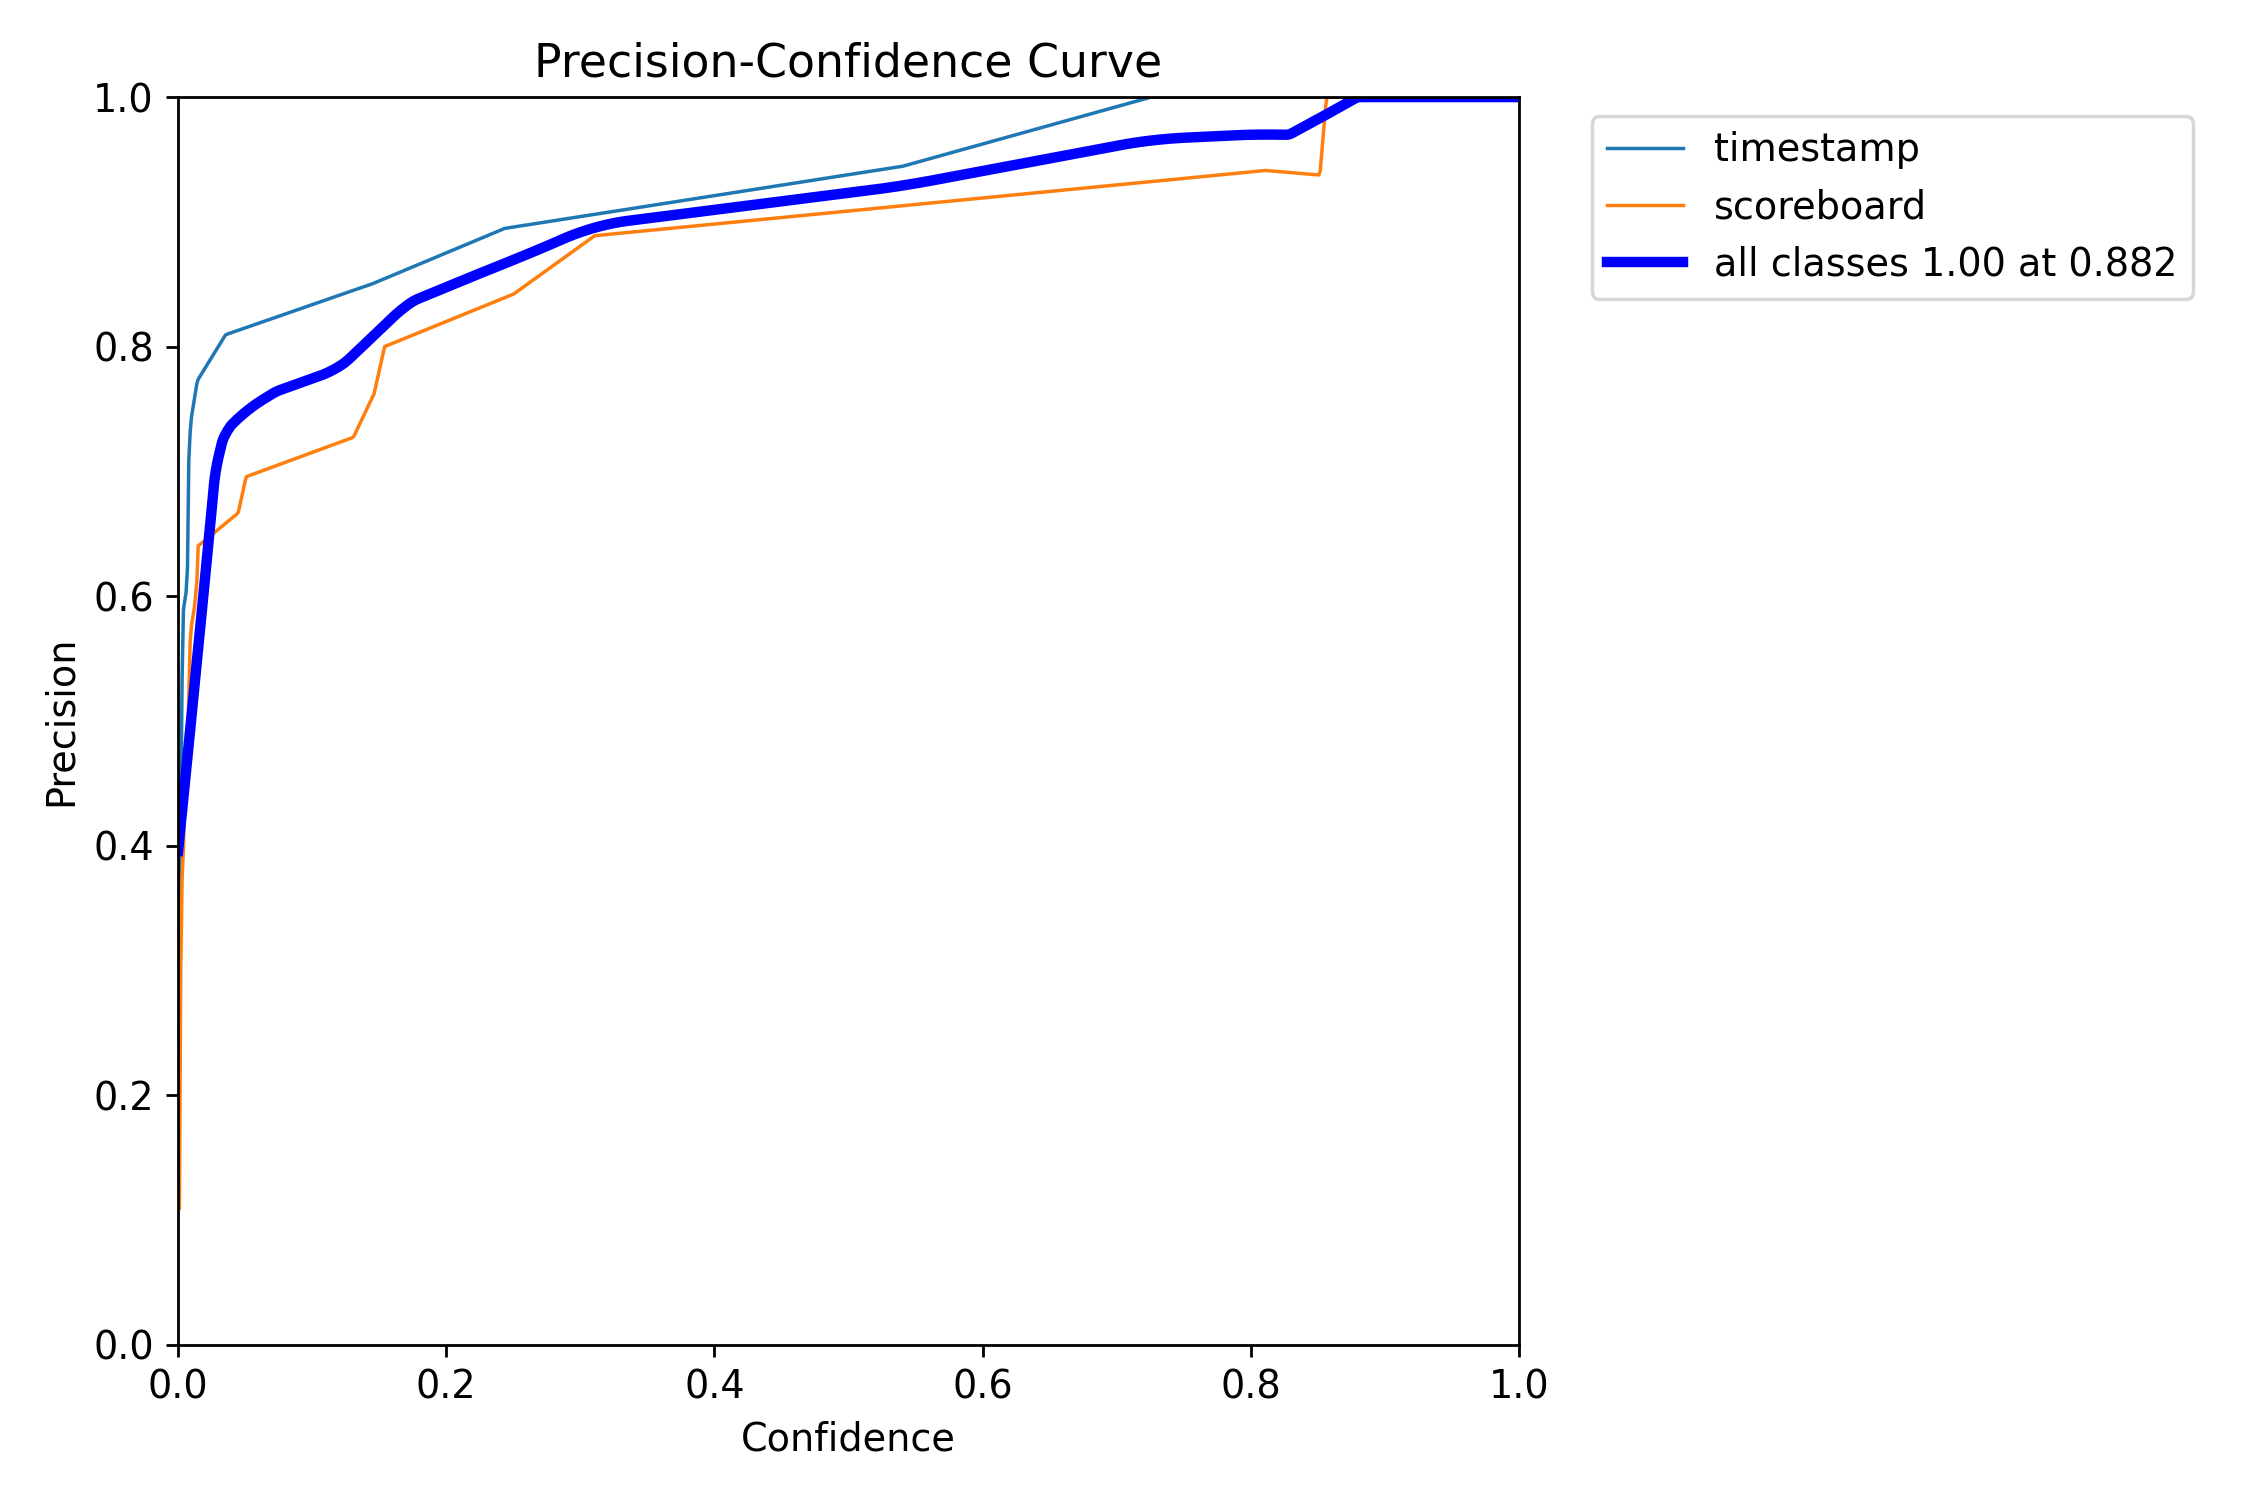 Precision-Confidence Curve
1.0
0.8
0.6
0.4
0.2
0.0
Precision
0.0 0.2 0.4 0.6 0.8 1.0
Confidence
timestamp
scoreboard
all classes 1.00 at 0.882